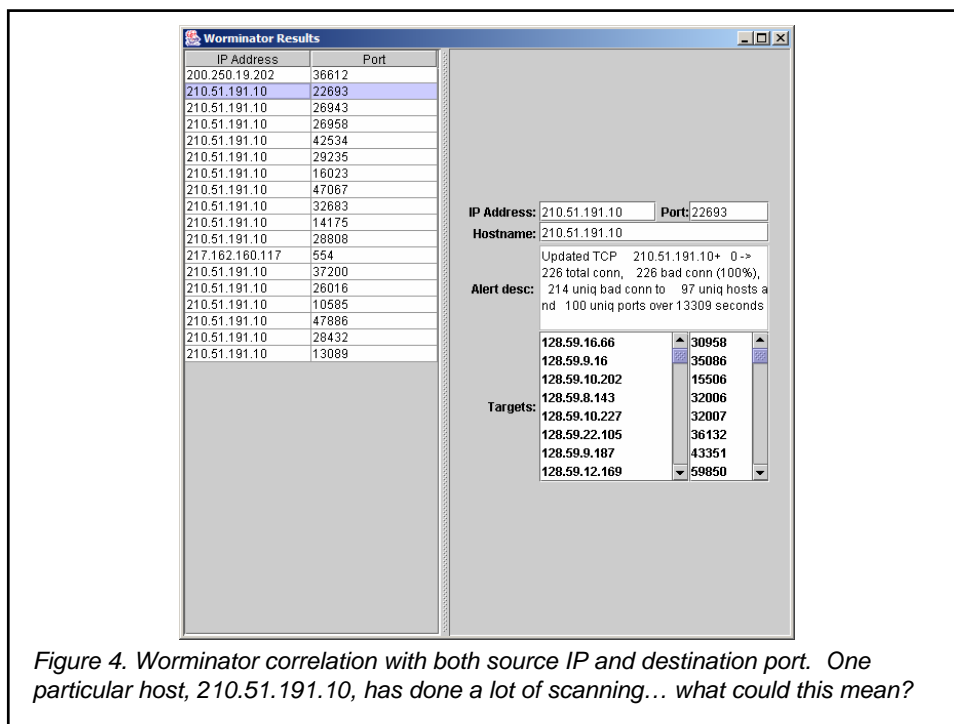 Worminator Results
IP Address Port
200.250.19.202 36612
210.51.191.10 22693
210.51.191.10 26943
210.51.191.10 26958
210.51.191.10 42534
210.51.191.10 29235
210.51.191.10 16023
210.51.191.10 47067
210.51.191.10 32683
210.51.191.10 14175
210.51.191.10 28808
217.162.160.117 554
210.51.191.10 37200
210.51.191.10 26016
210.51.191.10 10585
210.51.191.10 47886
210.51.191.10 28432
210.51.191.10 13089
IP Address: 210.51.191.10 Port: 22693
Hostname: 210.51.191.10
Alert desc:
Updated TCP 210.51.191.10+ 0->
226 total conn, 226 bad conn (100%),
214 uniq bad conn to 97 uniq hosts a
nd 100 uniq ports over 13309 seconds
Targets:
128.59.16.66 30958
128.59.9.16 35086
128.59.10.202 15506
128.59.8.143 32006
128.59.10.227 32007
128.59.22.105 36132
128.59.9.187 43351
128.59.12.169 59850
Figure 4. Worminator correlation with both source IP and destination port. One
particular host, 210.51.191.10, has done a lot of scanning… what could this mean?